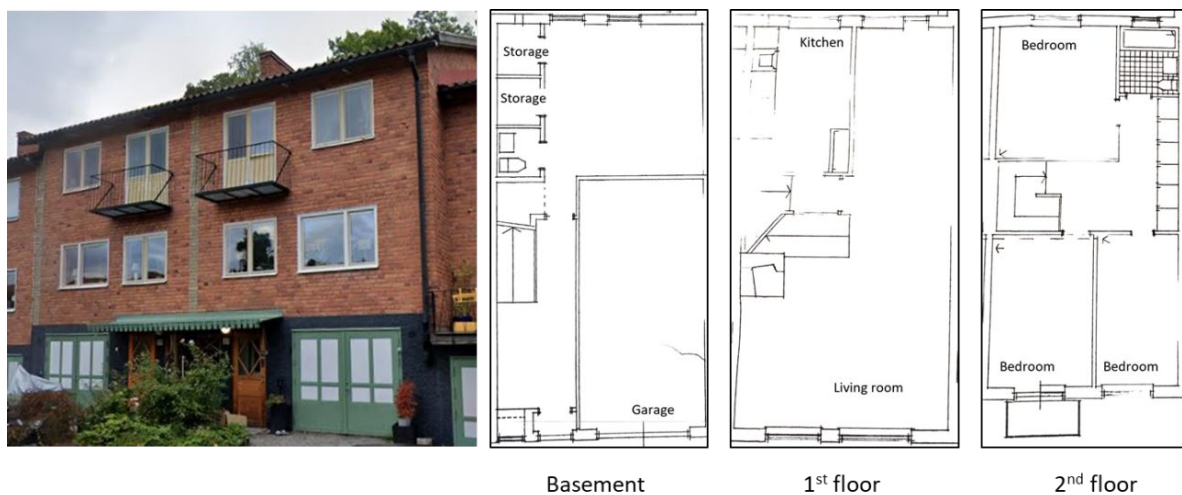 Storage
Storage
Garage
Kitchen
Living room
Bedroom
Bedroom
Bedroom
Basement
1st floor
2nd floor